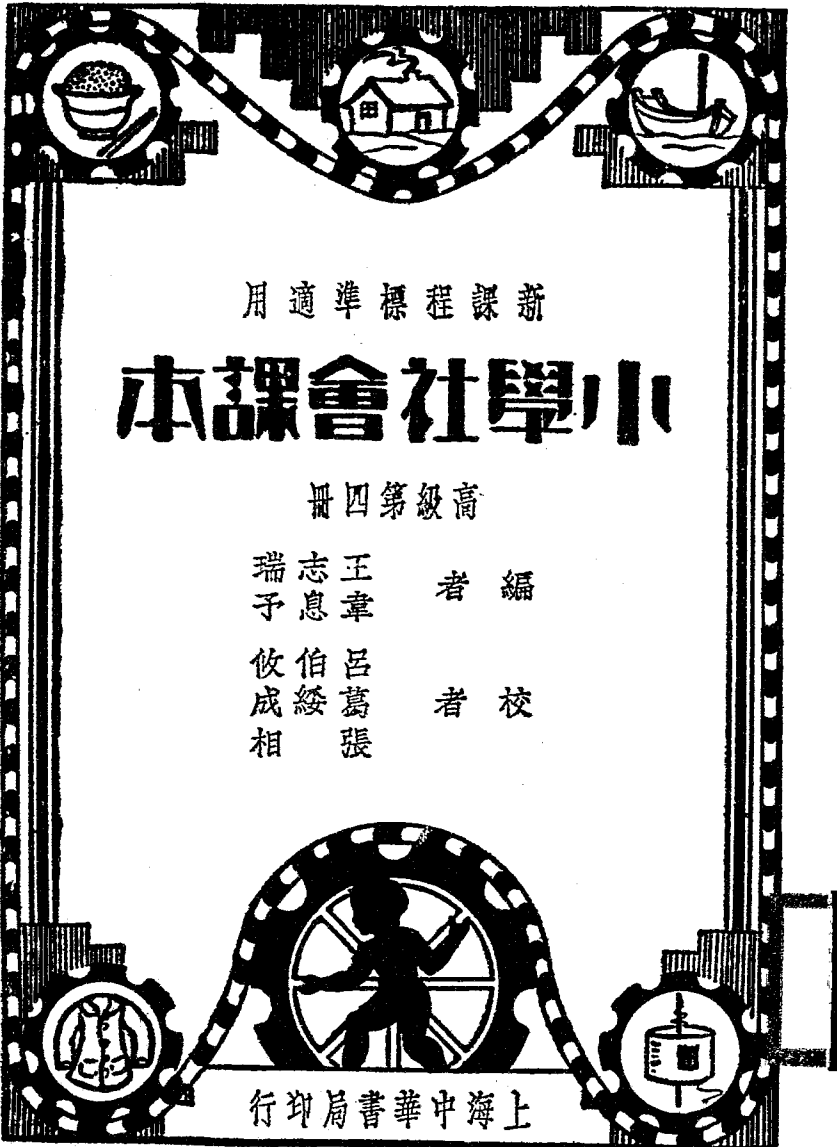 新課程標準適用
小學社會課本
高級第四冊
編者
王志瑞
韋息予
校者
呂伯攸
葛綏成
張相
上海中華書局印行